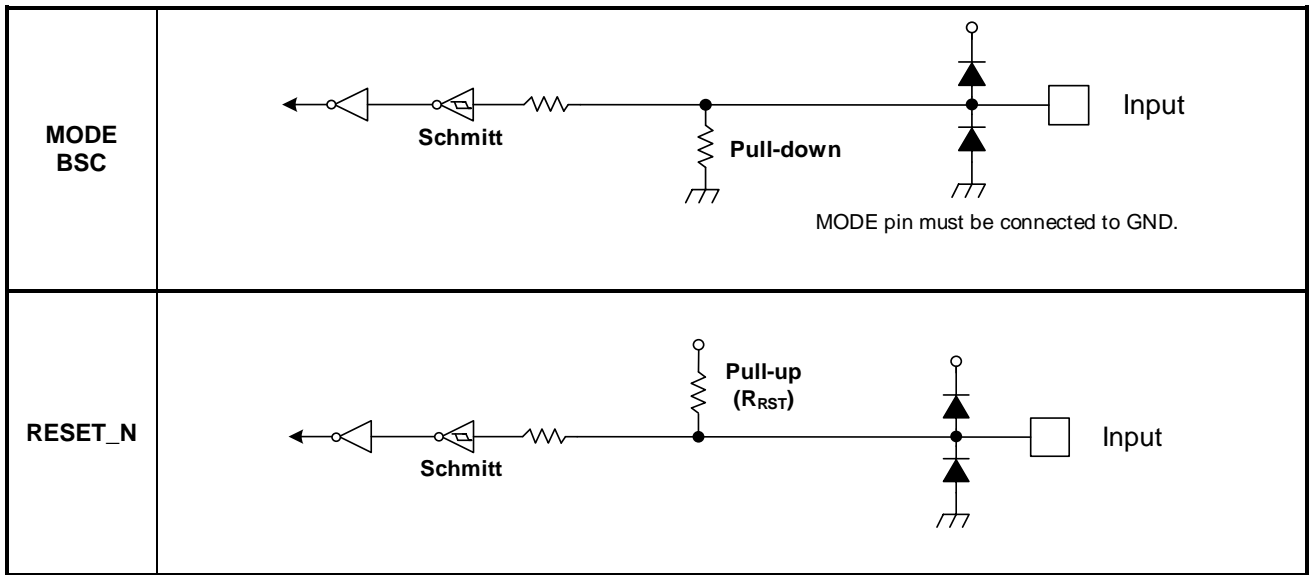 MODE
BSC
Schmitt
Pull-down
Input
MODE pin must be connected to GND.
RESET_N
Schmitt
Pull-up
(RRST)
Input